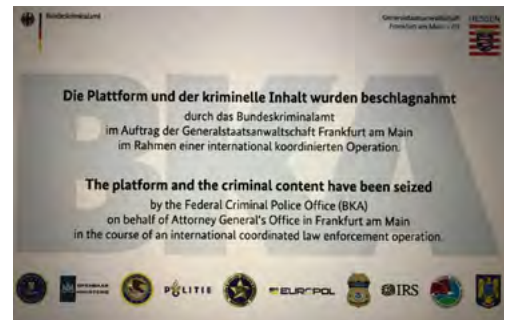 Bundeskriminalamt
Generalstaatsanwaltschaft
Frankfurt am Main - ZIT
HESSEN
BKA
Die Plattform und der kriminelle Inhalt wurden beschlagnahmt
durch das Bundeskriminalamt
im Auftrag der Generalstaatsanwaltschaft Frankfurt am Main
im Rahmen einer international koordinierten Operation.
The platform and the criminal content have been seized
by the Federal Criminal Police Office (BKA)
on behalf of Attorney General's Office in Frankfurt am Main
in the course of an international coordinated law enforcement operation.
OPENBAAR
MINISTERIE
POLITIE
EUROPOL
IRS